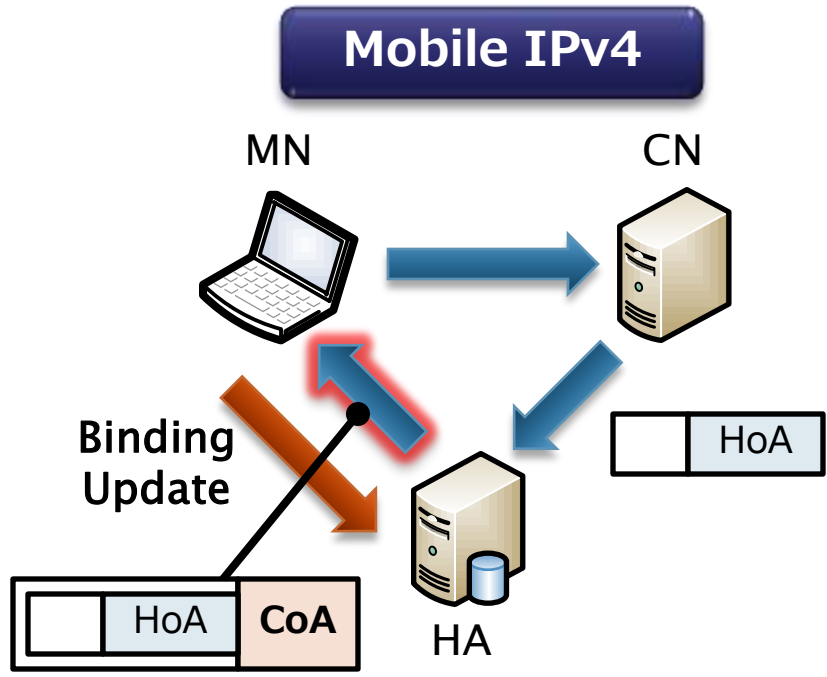 Mobile IPv4
MN
CN
Binding
Update
HoA
HoA
CoA
HA